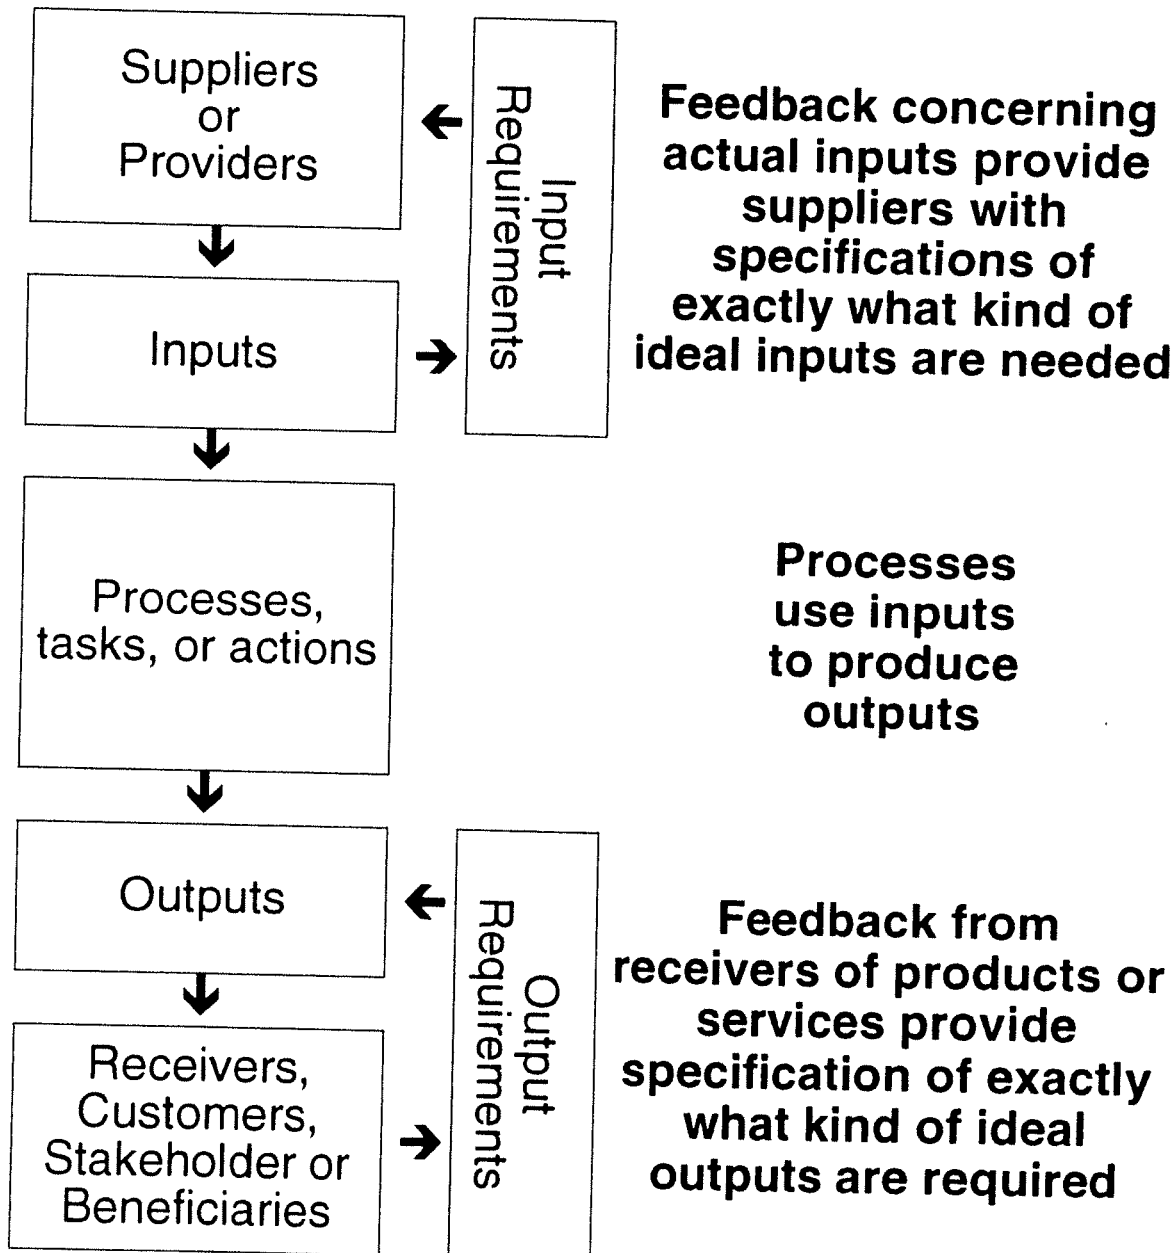 Suppliers
or
Providers
Input
Requirements
Feedback concerning
actual inputs provide
suppliers with
specifications of
exactly what kind of
ideal inputs are needed
Inputs
Processes,
tasks, or actions
Processes
use inputs
to produce
outputs
Outputs
Output
Requirements
Feedback from
receivers of products or
services provide
specification of exactly
what kind of ideal
outputs are required
Receivers,
Customers,
Stakeholder or
Beneficiaries